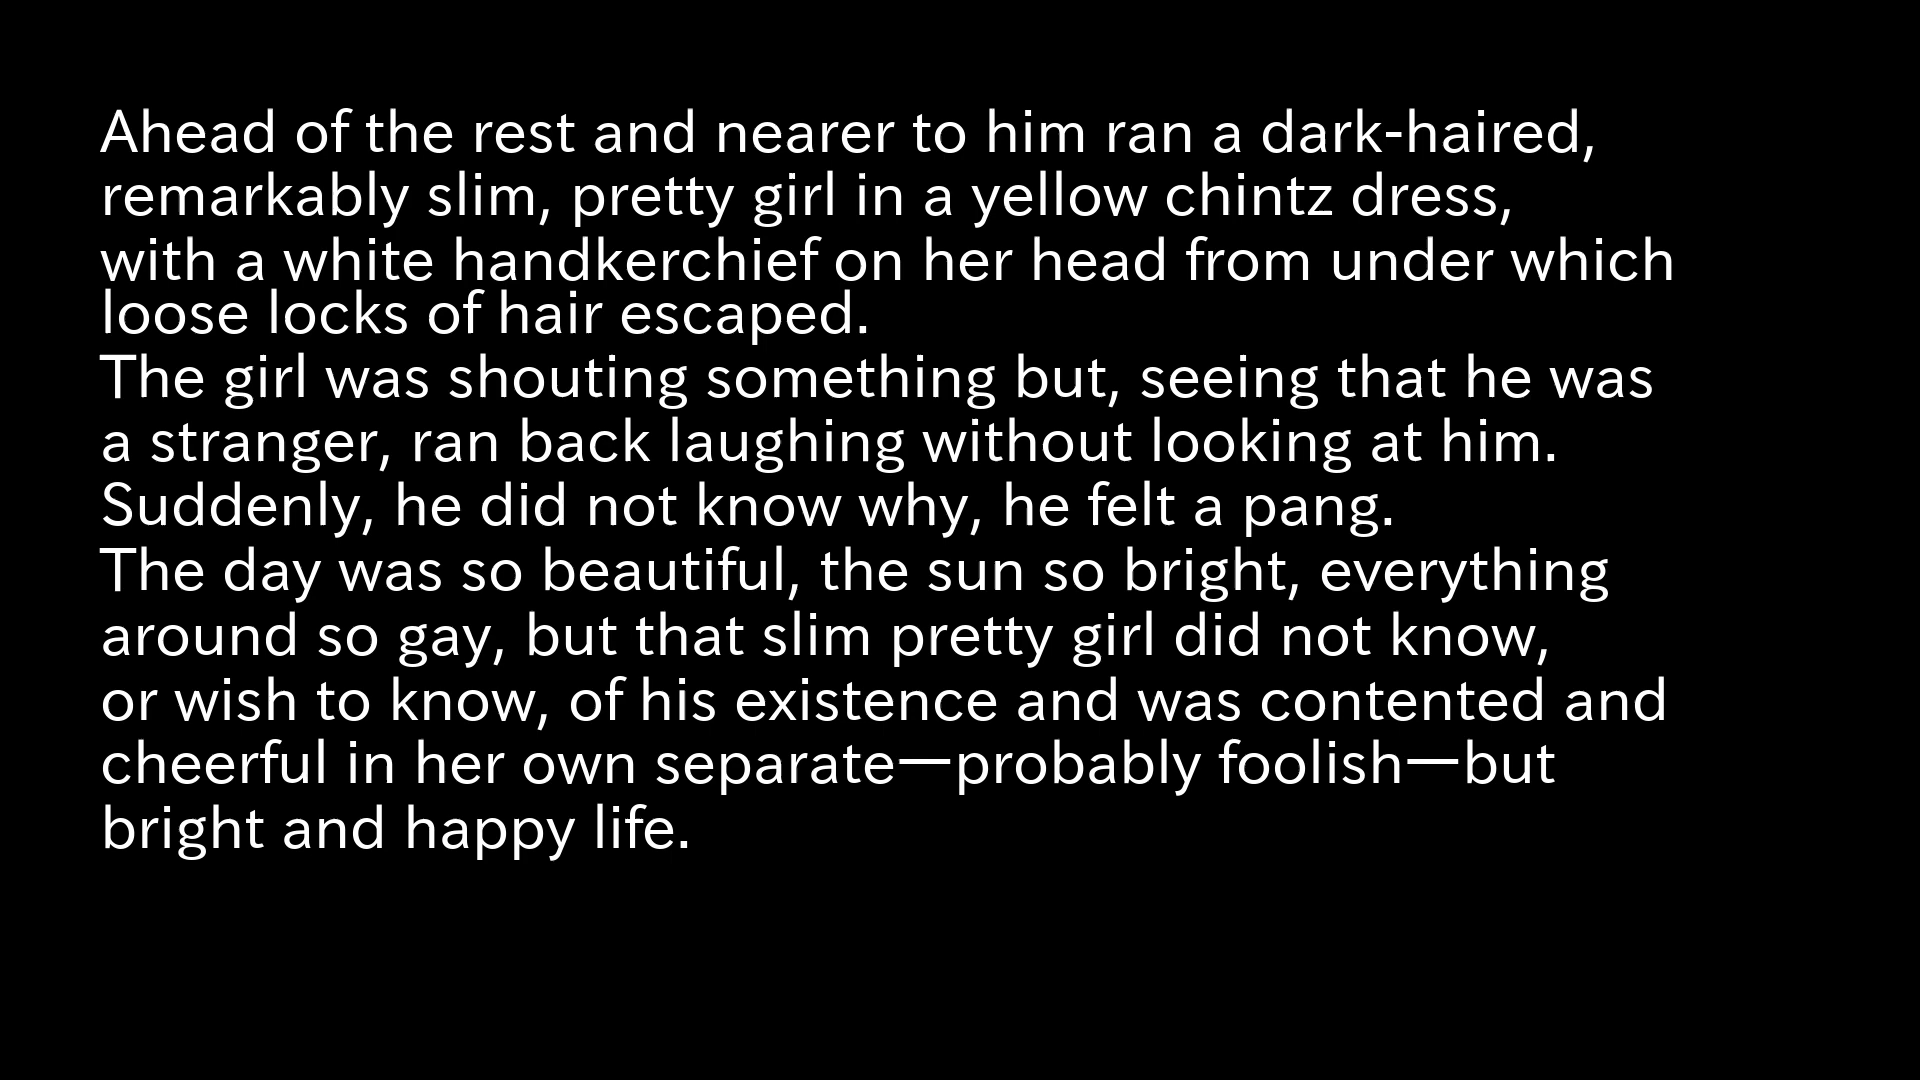 Ahead of the rest and nearer to him ran a dark-haired,
remarkably slim, pretty girl in a yellow chintz dress,
with a white handkerchief on her head from under which
loose locks of hair escaped.
The girl was shouting something but, seeing that he was
a stranger, ran back laughing without looking at him.
Suddenly, he did not know why, he felt a pang.
The day was so beautiful, the sun so bright, everything
around so gay, but that slim pretty girl did not know,
or wish to know, of his existence and was contented and
cheerful in her own separate—probably foolish—but
bright and happy life.